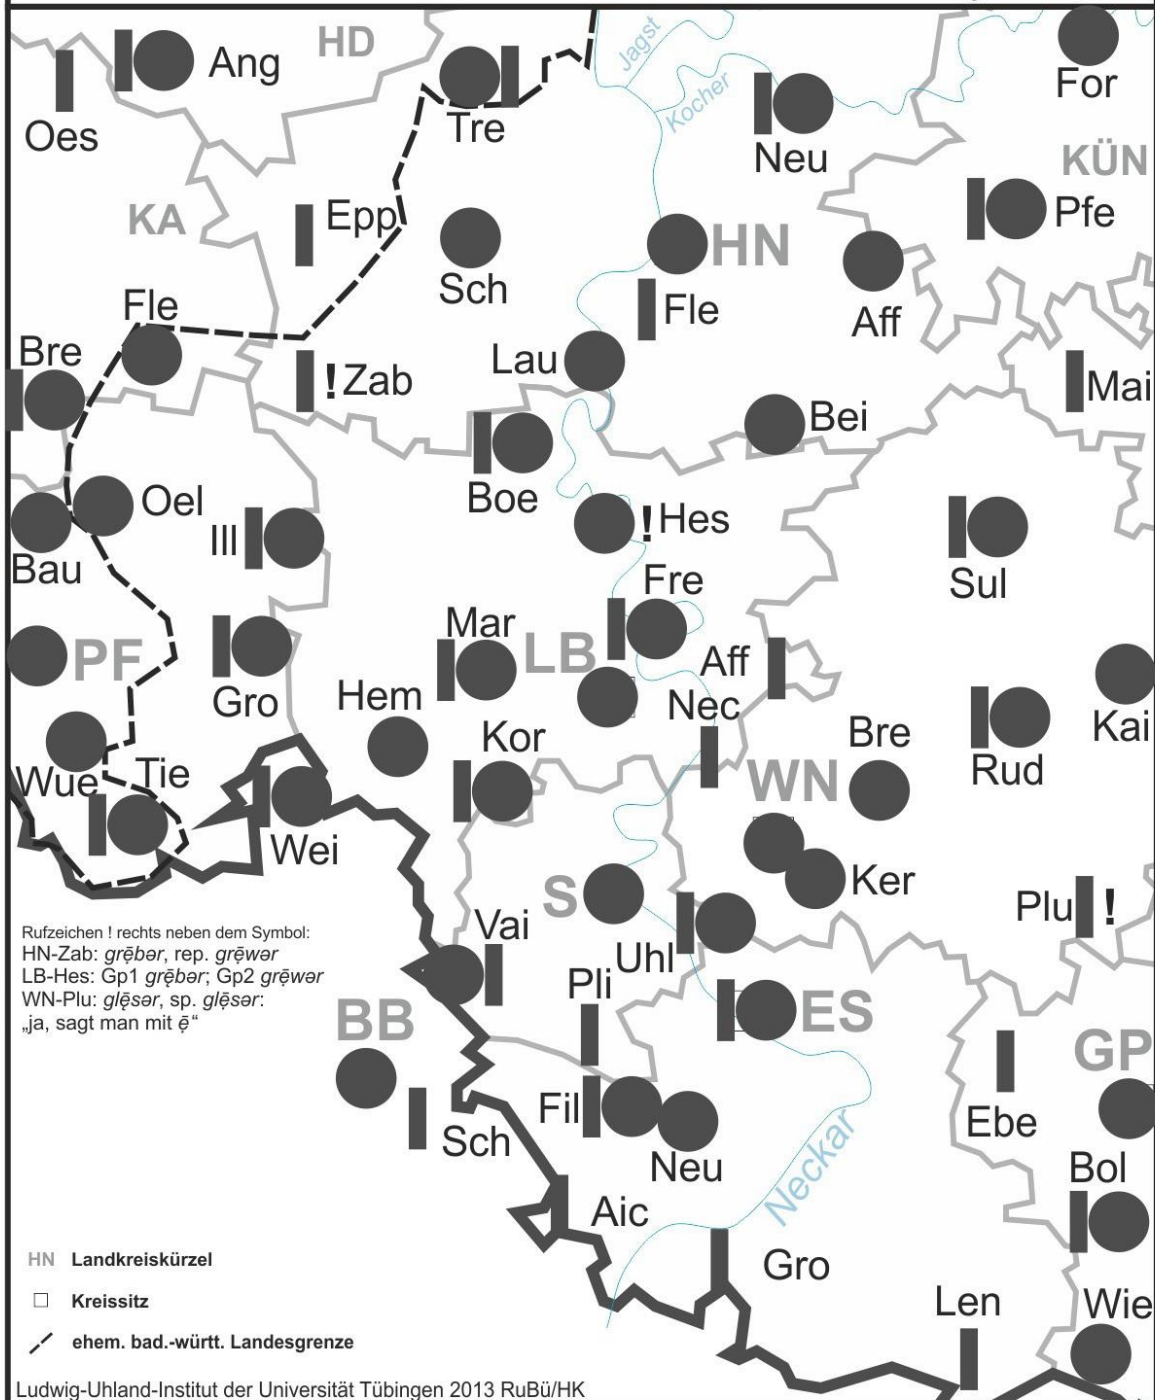 HD
Jagst
Ang
For
Oes
Tre
Kocher
Neu
KÜN
KA
Epp
Pfe
HN
Sch
Aff
Fle
Fle
Bre
Lau
!Zab
Mai
Bei
Boe
Oel
!Hes
Ill
Bau
Sul
Fre
Mar
LB
Aff
PF
Gro
Hem
Nec
Kor
Bre
Kai
Rud
Wue
Tie
WN
Wei
Ker
S
Plu !
Vai
Uhl
Rufzeichen ! rechts neben dem Symbol:
HN-Zab: grę̄bər, rep. grę̄wər
LB-Hes: Gp1 grę̄bər; Gp2 grę̄wər
WN-Plu: glę̄sər, sp. glę̄sər:
„ja, sagt man mit ē̜“
Pli
BB
ES
GP
Fil
Ebe
Sch
Neu
Neckar
Bol
Aic
Gro
HN Landkreiskürzel
Kreissitz
ehem. bad.-württ. Landesgrenze
Len
Wie
Ludwig-Uhland-Institut der Universität Tübingen 2013 RuBü/HK